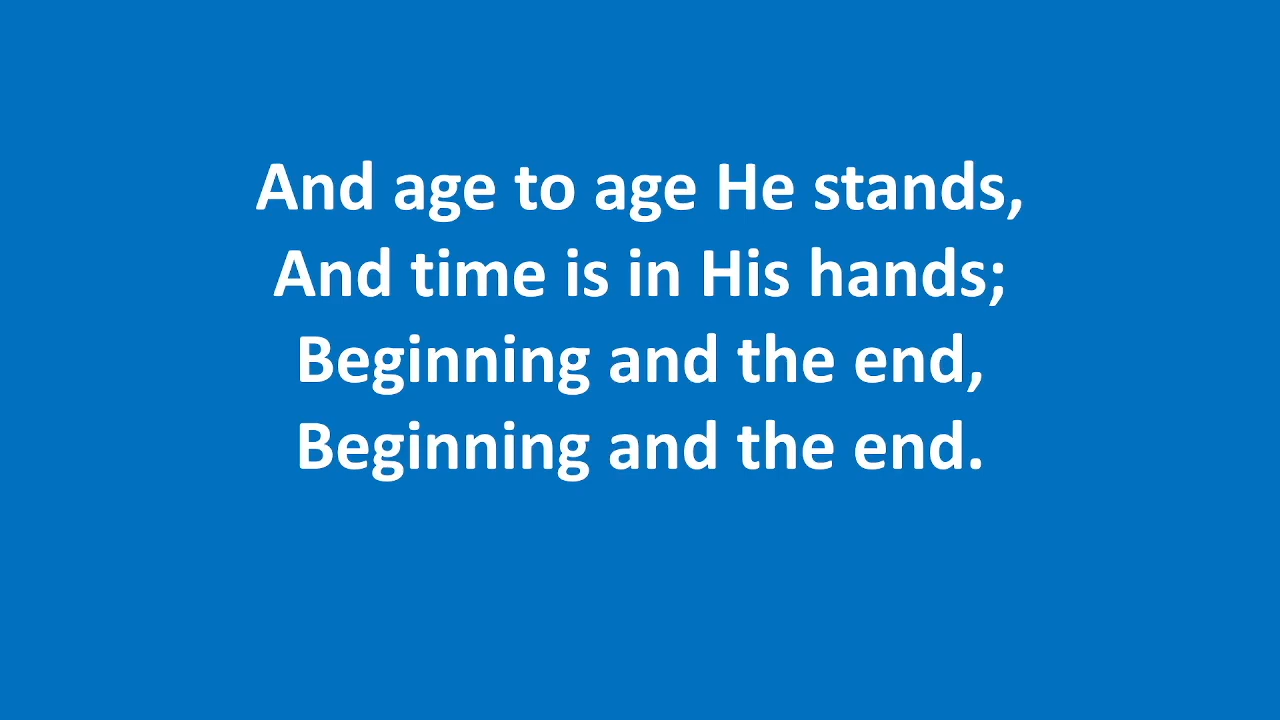 And age to age He stands,
And time is in His hands;
Beginning and the end,
Beginning and the end.